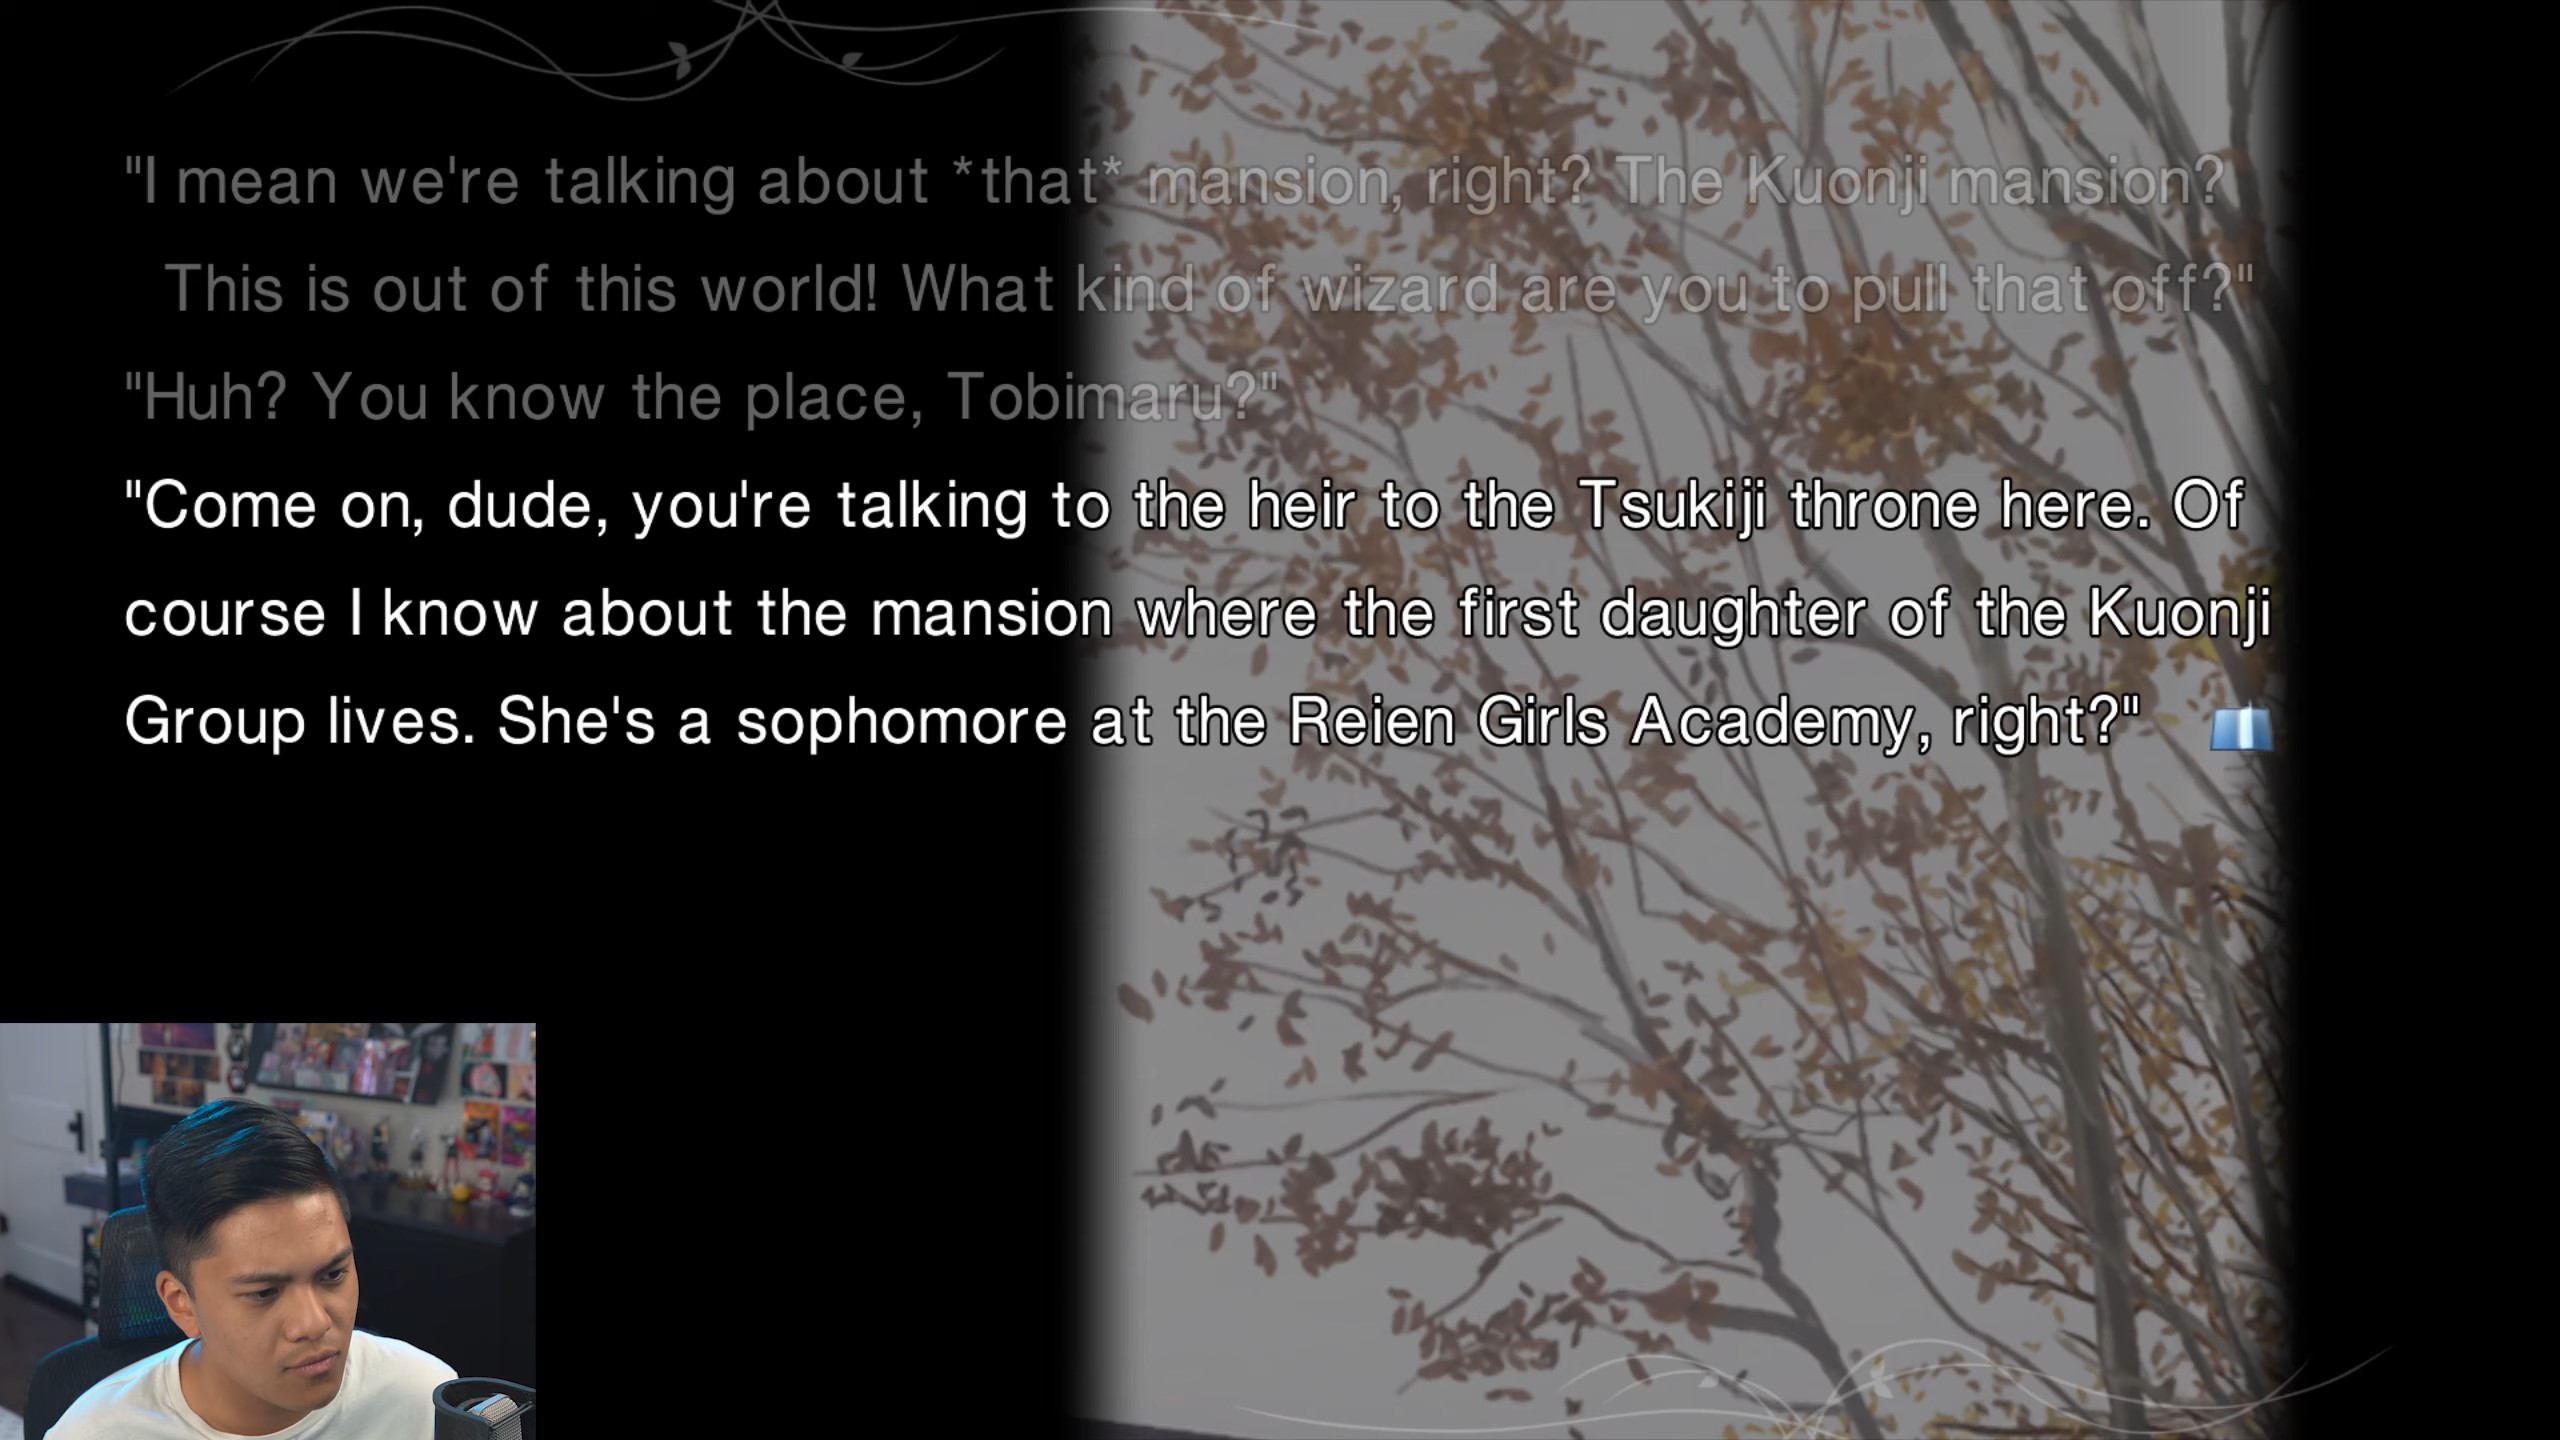 "I mean we're talking about *that* mansion, right? The Kuonji mansion?
This is out of this world! What kind of wizard are you to pull that off?"
"Huh? You know the place, Tobimaru?"
"Come on, dude, you're talking to the heir to the Tsukiji throne here. Of
course I know about the mansion where the first daughter of the Kuonji
Group lives. She's a sophomore at the Reien Girls Academy, right?"